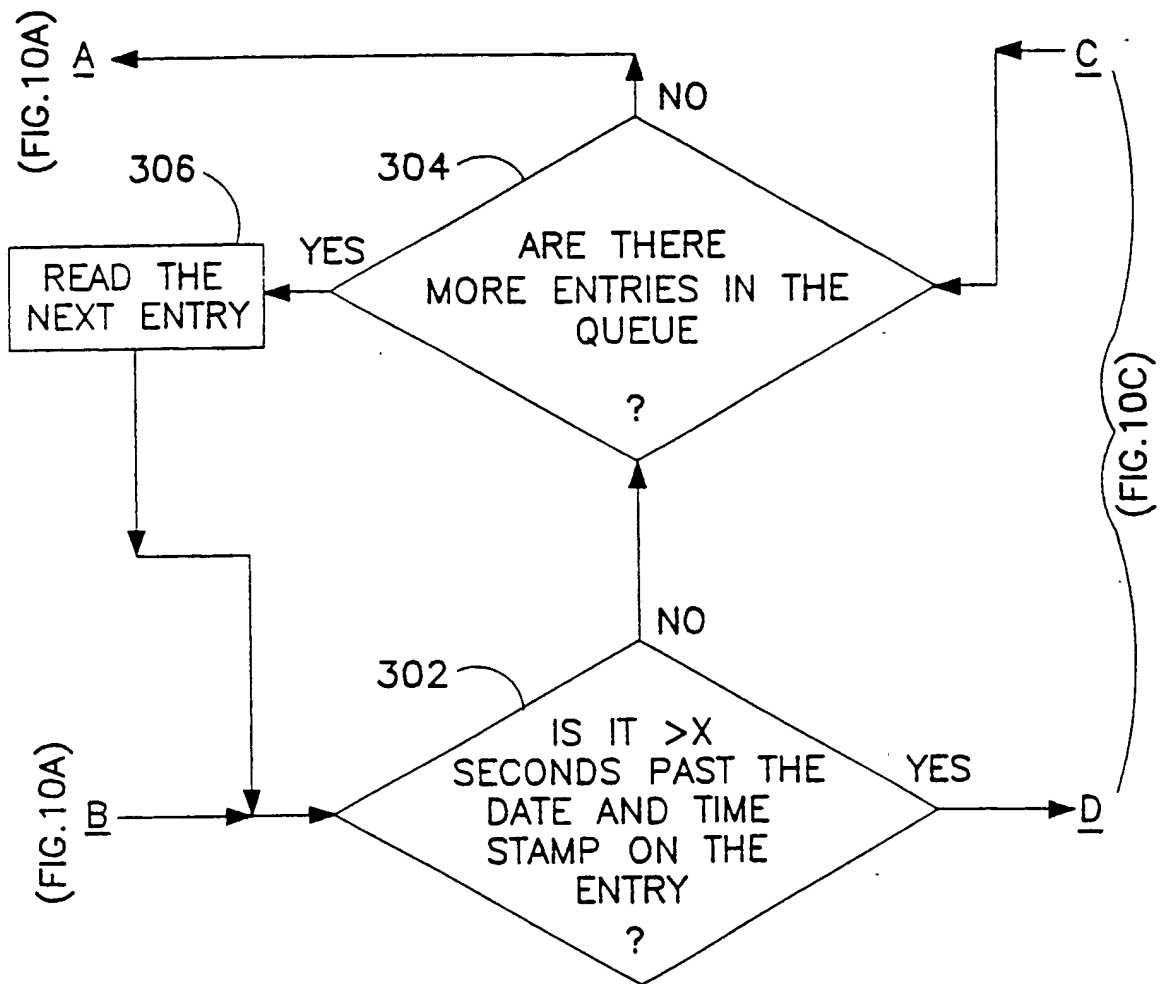 (FIG.10A)
A
C
NO
304
306
YES
ARE THERE
MORE ENTRIES IN THE
QUEUE
?
READ THE
NEXT ENTRY
(FIG.10C)
NO
302
IS IT >X
SECONDS PAST THE
DATE AND TIME
STAMP ON THE
ENTRY
?
YES
(FIG.10A)
B
D